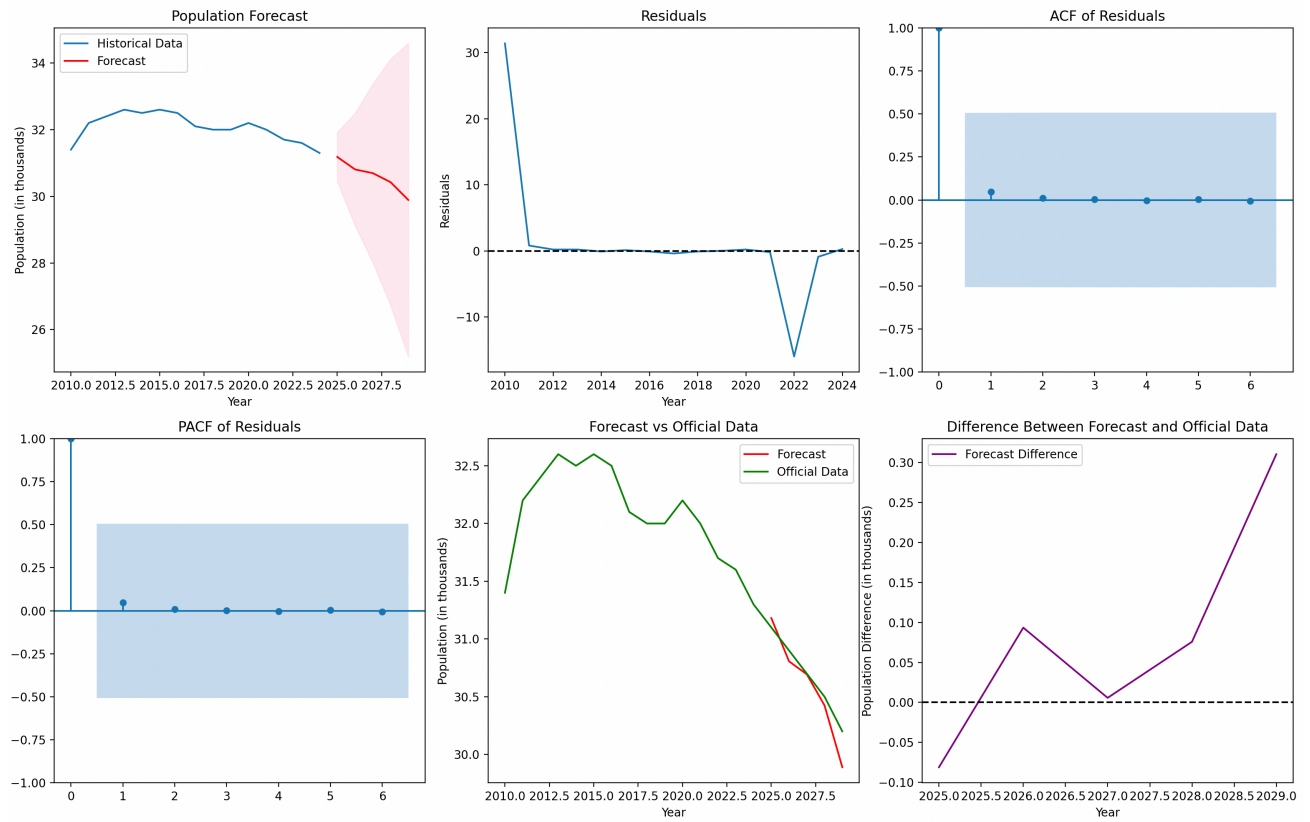 Population Forecast
Historical Data
Forecast
Population (in thousands)
34
32
30
28
26
2010.0 2012.5 2015.0 2017.5 2020.0 2022.5 2025.0 2027.5
Year
Residuals
Residuals
30
20
10
0
−10
2010 2012 2014 2016 2018 2020 2022 2024
Year
ACF of Residuals
1.00
0.75
0.50
0.25
0.00
−0.25
−0.50
−0.75
−1.00
0 1 2 3 4 5 6
PACF of Residuals
1.00
0.75
0.50
0.25
0.00
−0.25
−0.50
−0.75
−1.00
0 1 2 3 4 5 6
Forecast vs Official Data
Forecast
Official Data
Population (in thousands)
32.5
32.0
31.5
31.0
30.5
30.0
2010.0 2012.5 2015.0 2017.5 2020.0 2022.5 2025.0 2027.5
Year
Difference Between Forecast and Official Data
Forecast Difference
Population Difference (in thousands)
0.30
0.25
0.20
0.15
0.10
0.05
0.00
−0.05
−0.10
2025.0 2025.5 2026.0 2026.5 2027.0 2027.5 2028.0 2028.5 2029.0
Year